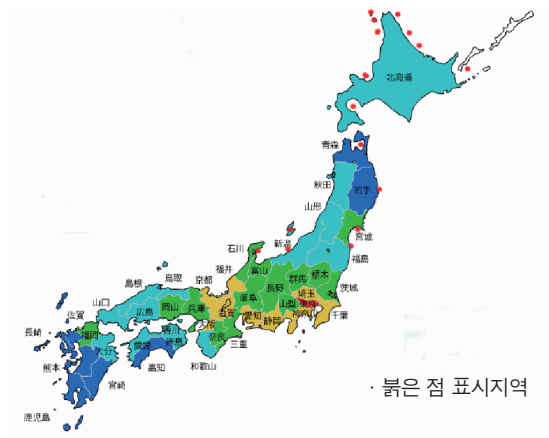 北海道
青森
秋田
岩手
山形
宮城
新潟
石川
福島
富山
群馬
栃木
福井
長野
茨城
鳥取
京都
岐阜
山梨
埼玉
東京
島根
滋賀
愛知
静岡
神奈川
千葉
山口
広島
岡山
兵庫
大阪
奈良
三重
佐賀
福岡
香川
徳島
長崎
大分
愛媛
和歌山
熊本
高知
宮崎
鹿児島
· 붉은 점 표시지역